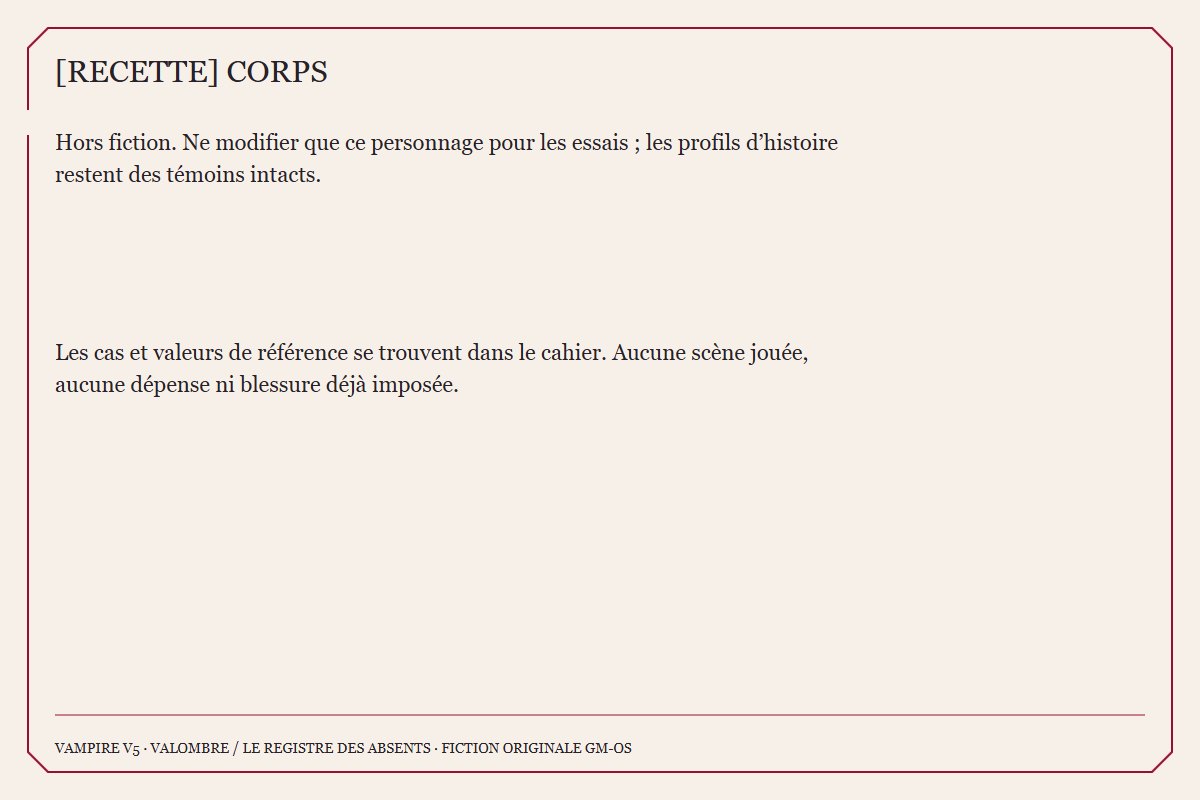 [RECETTE] CORPS
Hors fiction. Ne modifier que ce personnage pour les essais ; les profils d’histoire
restent des témoins intacts.
Les cas et valeurs de référence se trouvent dans le cahier. Aucune scène jouée,
aucune dépense ni blessure déjà imposée.
VAMPIRE V5 · VALOMBRE / LE REGISTRE DES ABSENTS · FICTION ORIGINALE GM-OS